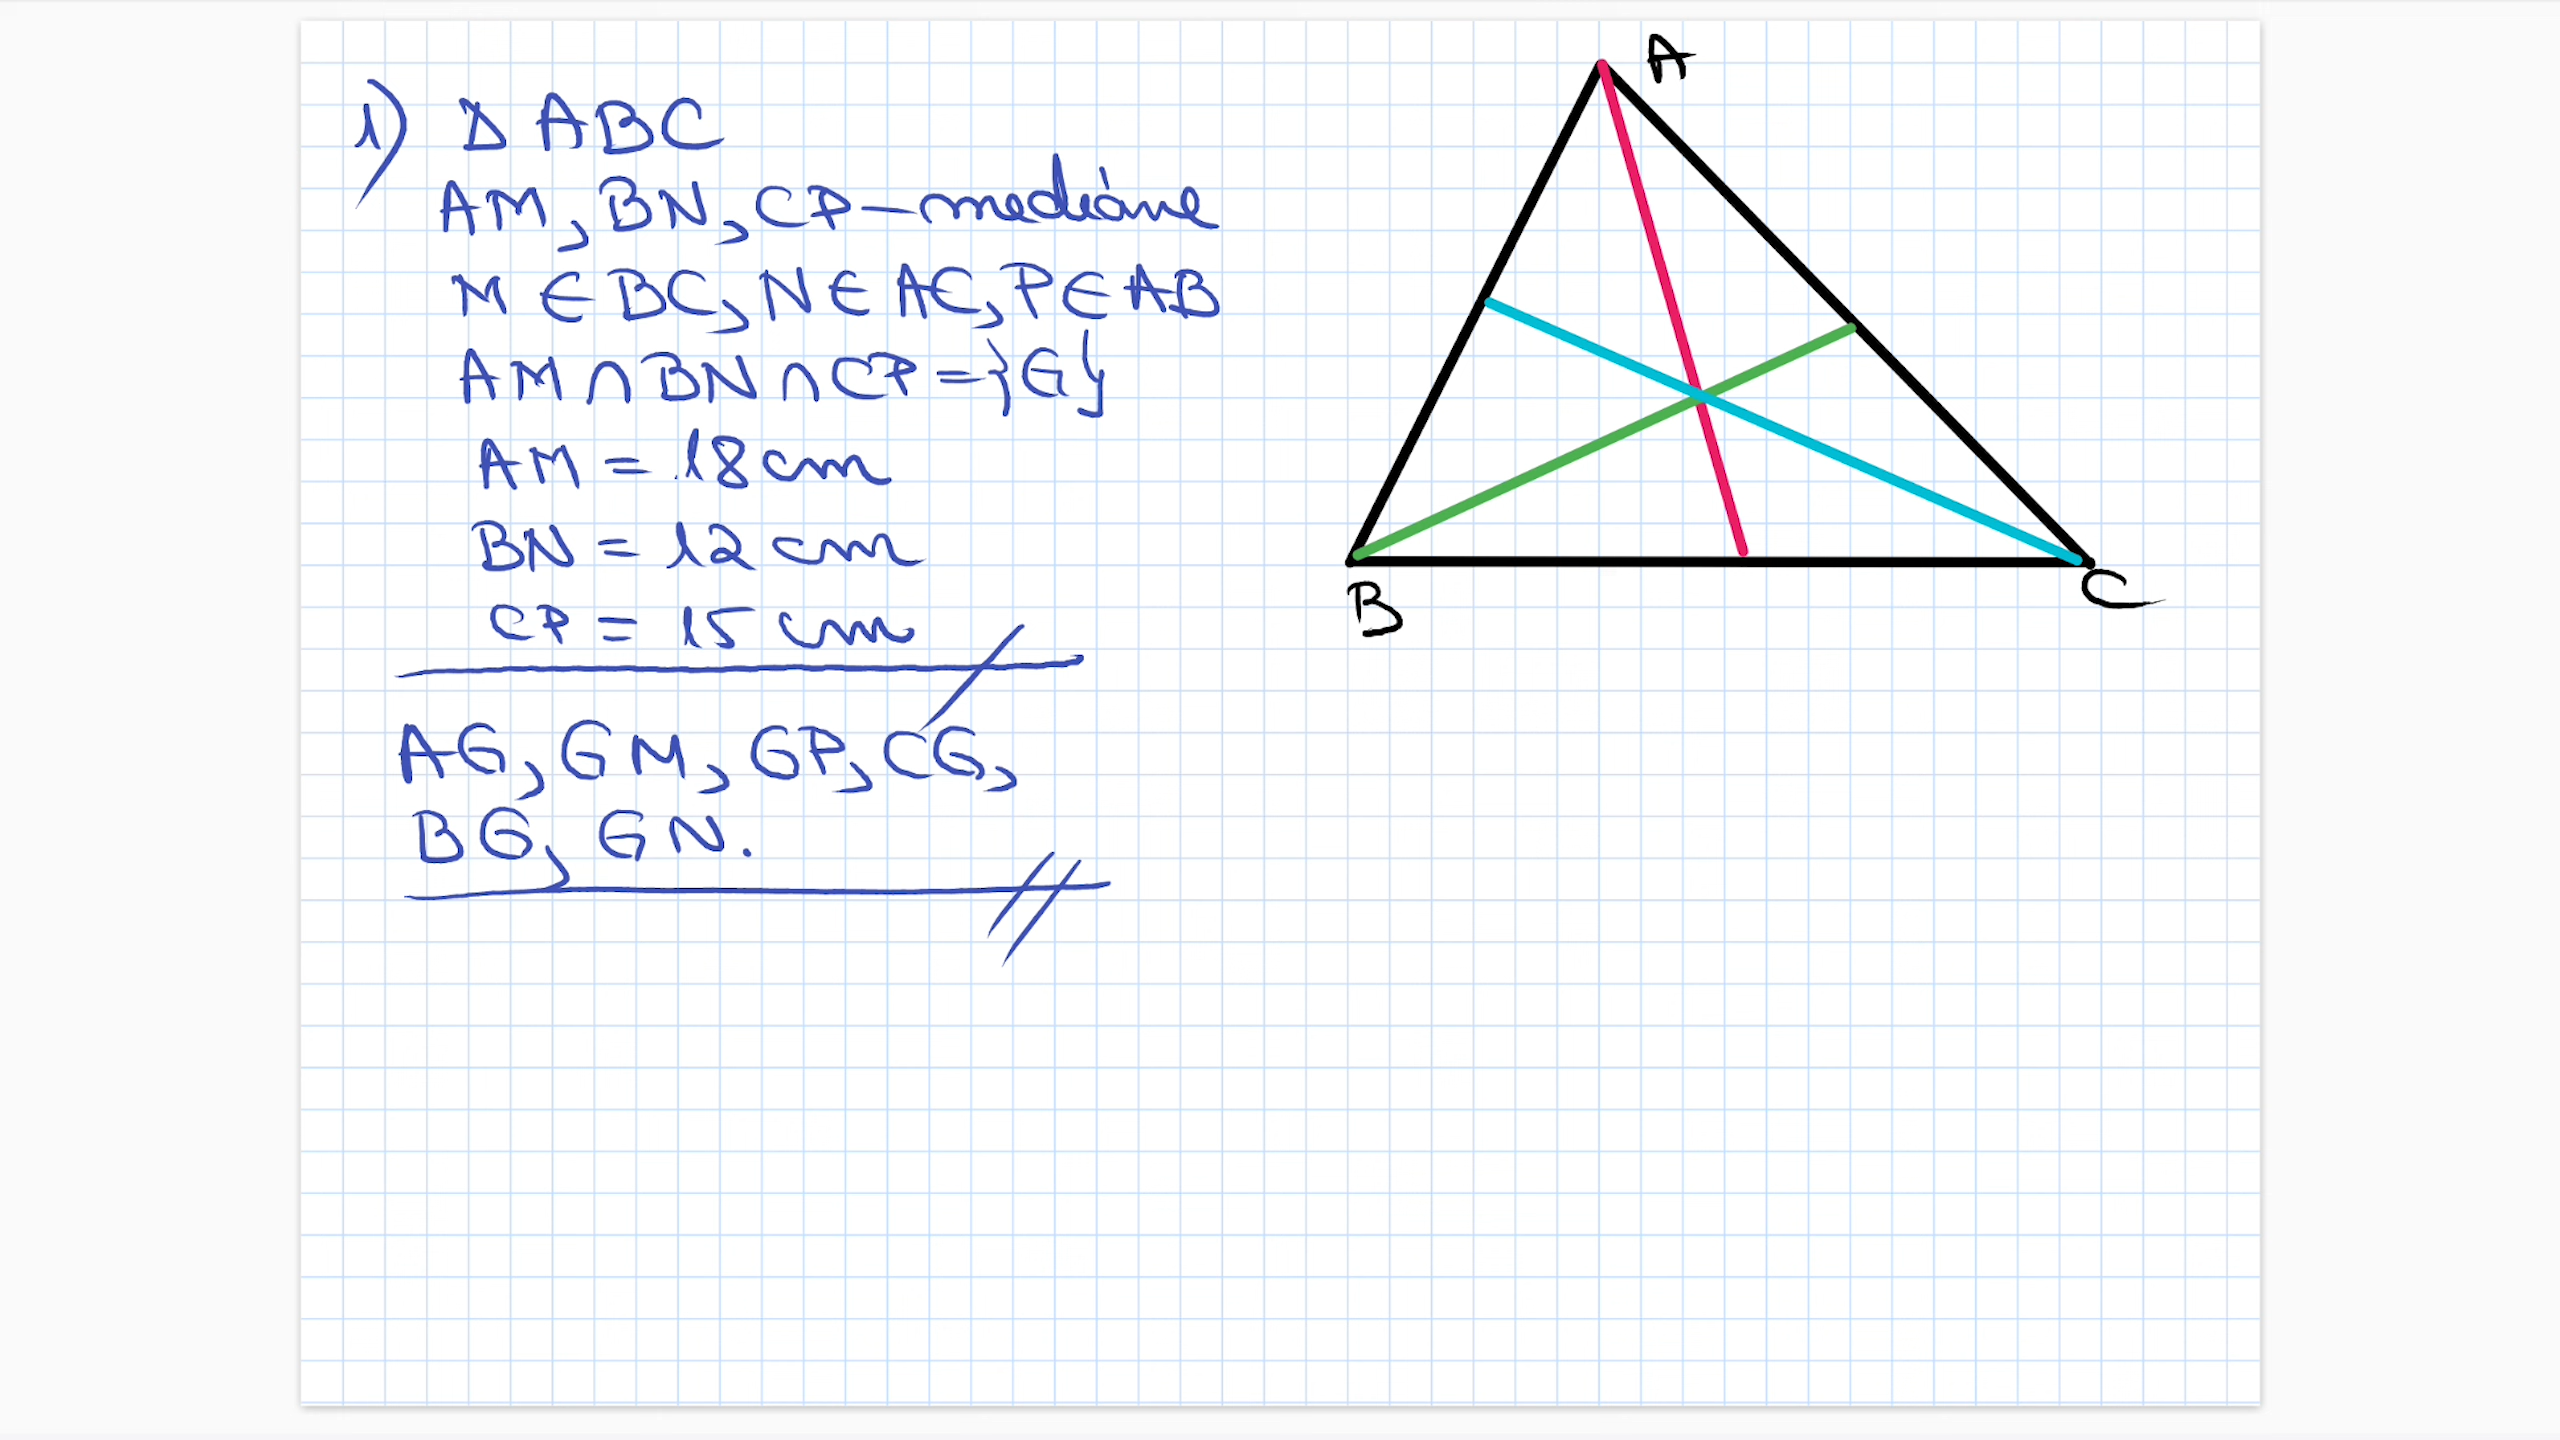 1) Δ ABC
AM, BN, CP – mediane
M ∈ BC, N ∈ AC, P ∈ AB
AM ∩ BN ∩ CP = {G}
AM = 18 cm
BN = 12 cm
CP = 15 cm
AG, GM, GP, CG,
BG, GN.
A
B
C